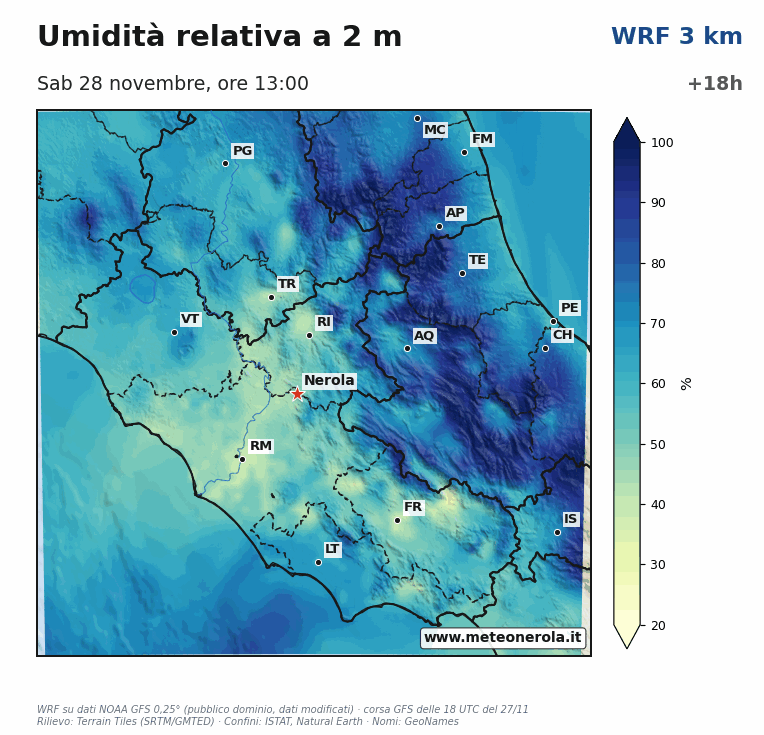 Umidità relativa a 2 m
WRF 3 km
Sab 28 novembre, ore 13:00
+18h
MC
FM
PG
AP
TE
TR
PE
VT
RI
CH
AQ
Nerola
RM
FR
IS
LT
www.meteonerola.it
100
90
80
70
60
50
40
30
20
%
WRF su dati NOAA GFS 0,25° (pubblico dominio, dati modificati) · corsa GFS delle 18 UTC del 27/11
Rilievo: Terrain Tiles (SRTM/GMTED) · Confini: ISTAT, Natural Earth · Nomi: GeoNames